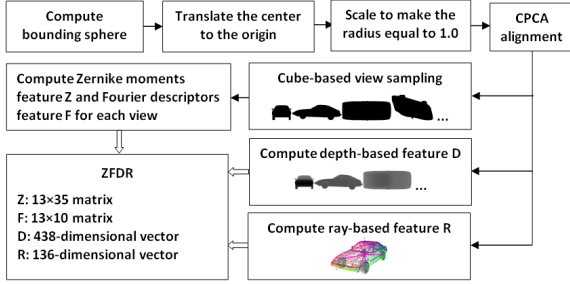 Compute
bounding sphere
Translate the center
to the origin
Scale to make the
radius equal to 1.0
CPCA
alignment
Compute Zernike moments
feature Z and Fourier descriptors
feature F for each view
Cube-based view sampling
...
ZFDR
Z: 13×35 matrix
F: 13×10 matrix
D: 438-dimensional vector
R: 136-dimensional vector
Compute depth-based feature D
...
Compute ray-based feature R